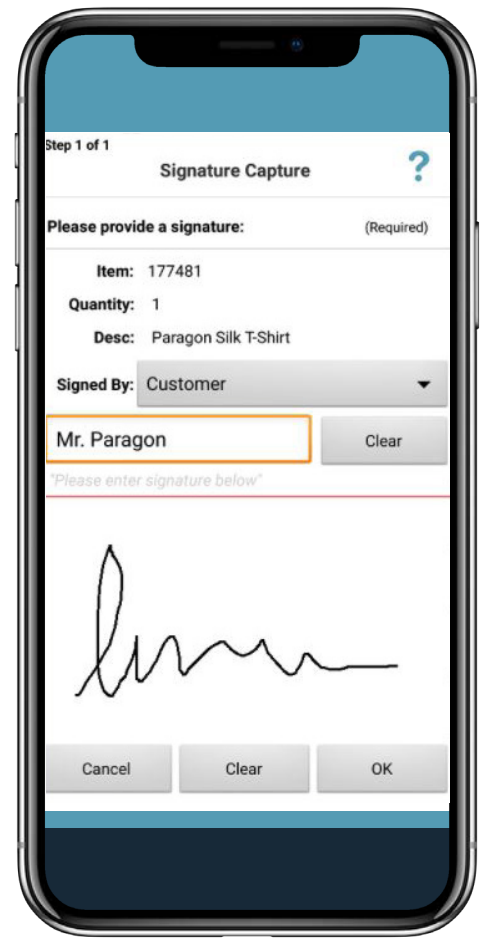 Step 1 of 1
Signature Capture ?
Please provide a signature: (Required)
Item: 177481
Quantity: 1
Desc: Paragon Silk T-Shirt
Signed By: Customer
Mr. Paragon Clear
"Please enter signature below"
Cancel Clear OK